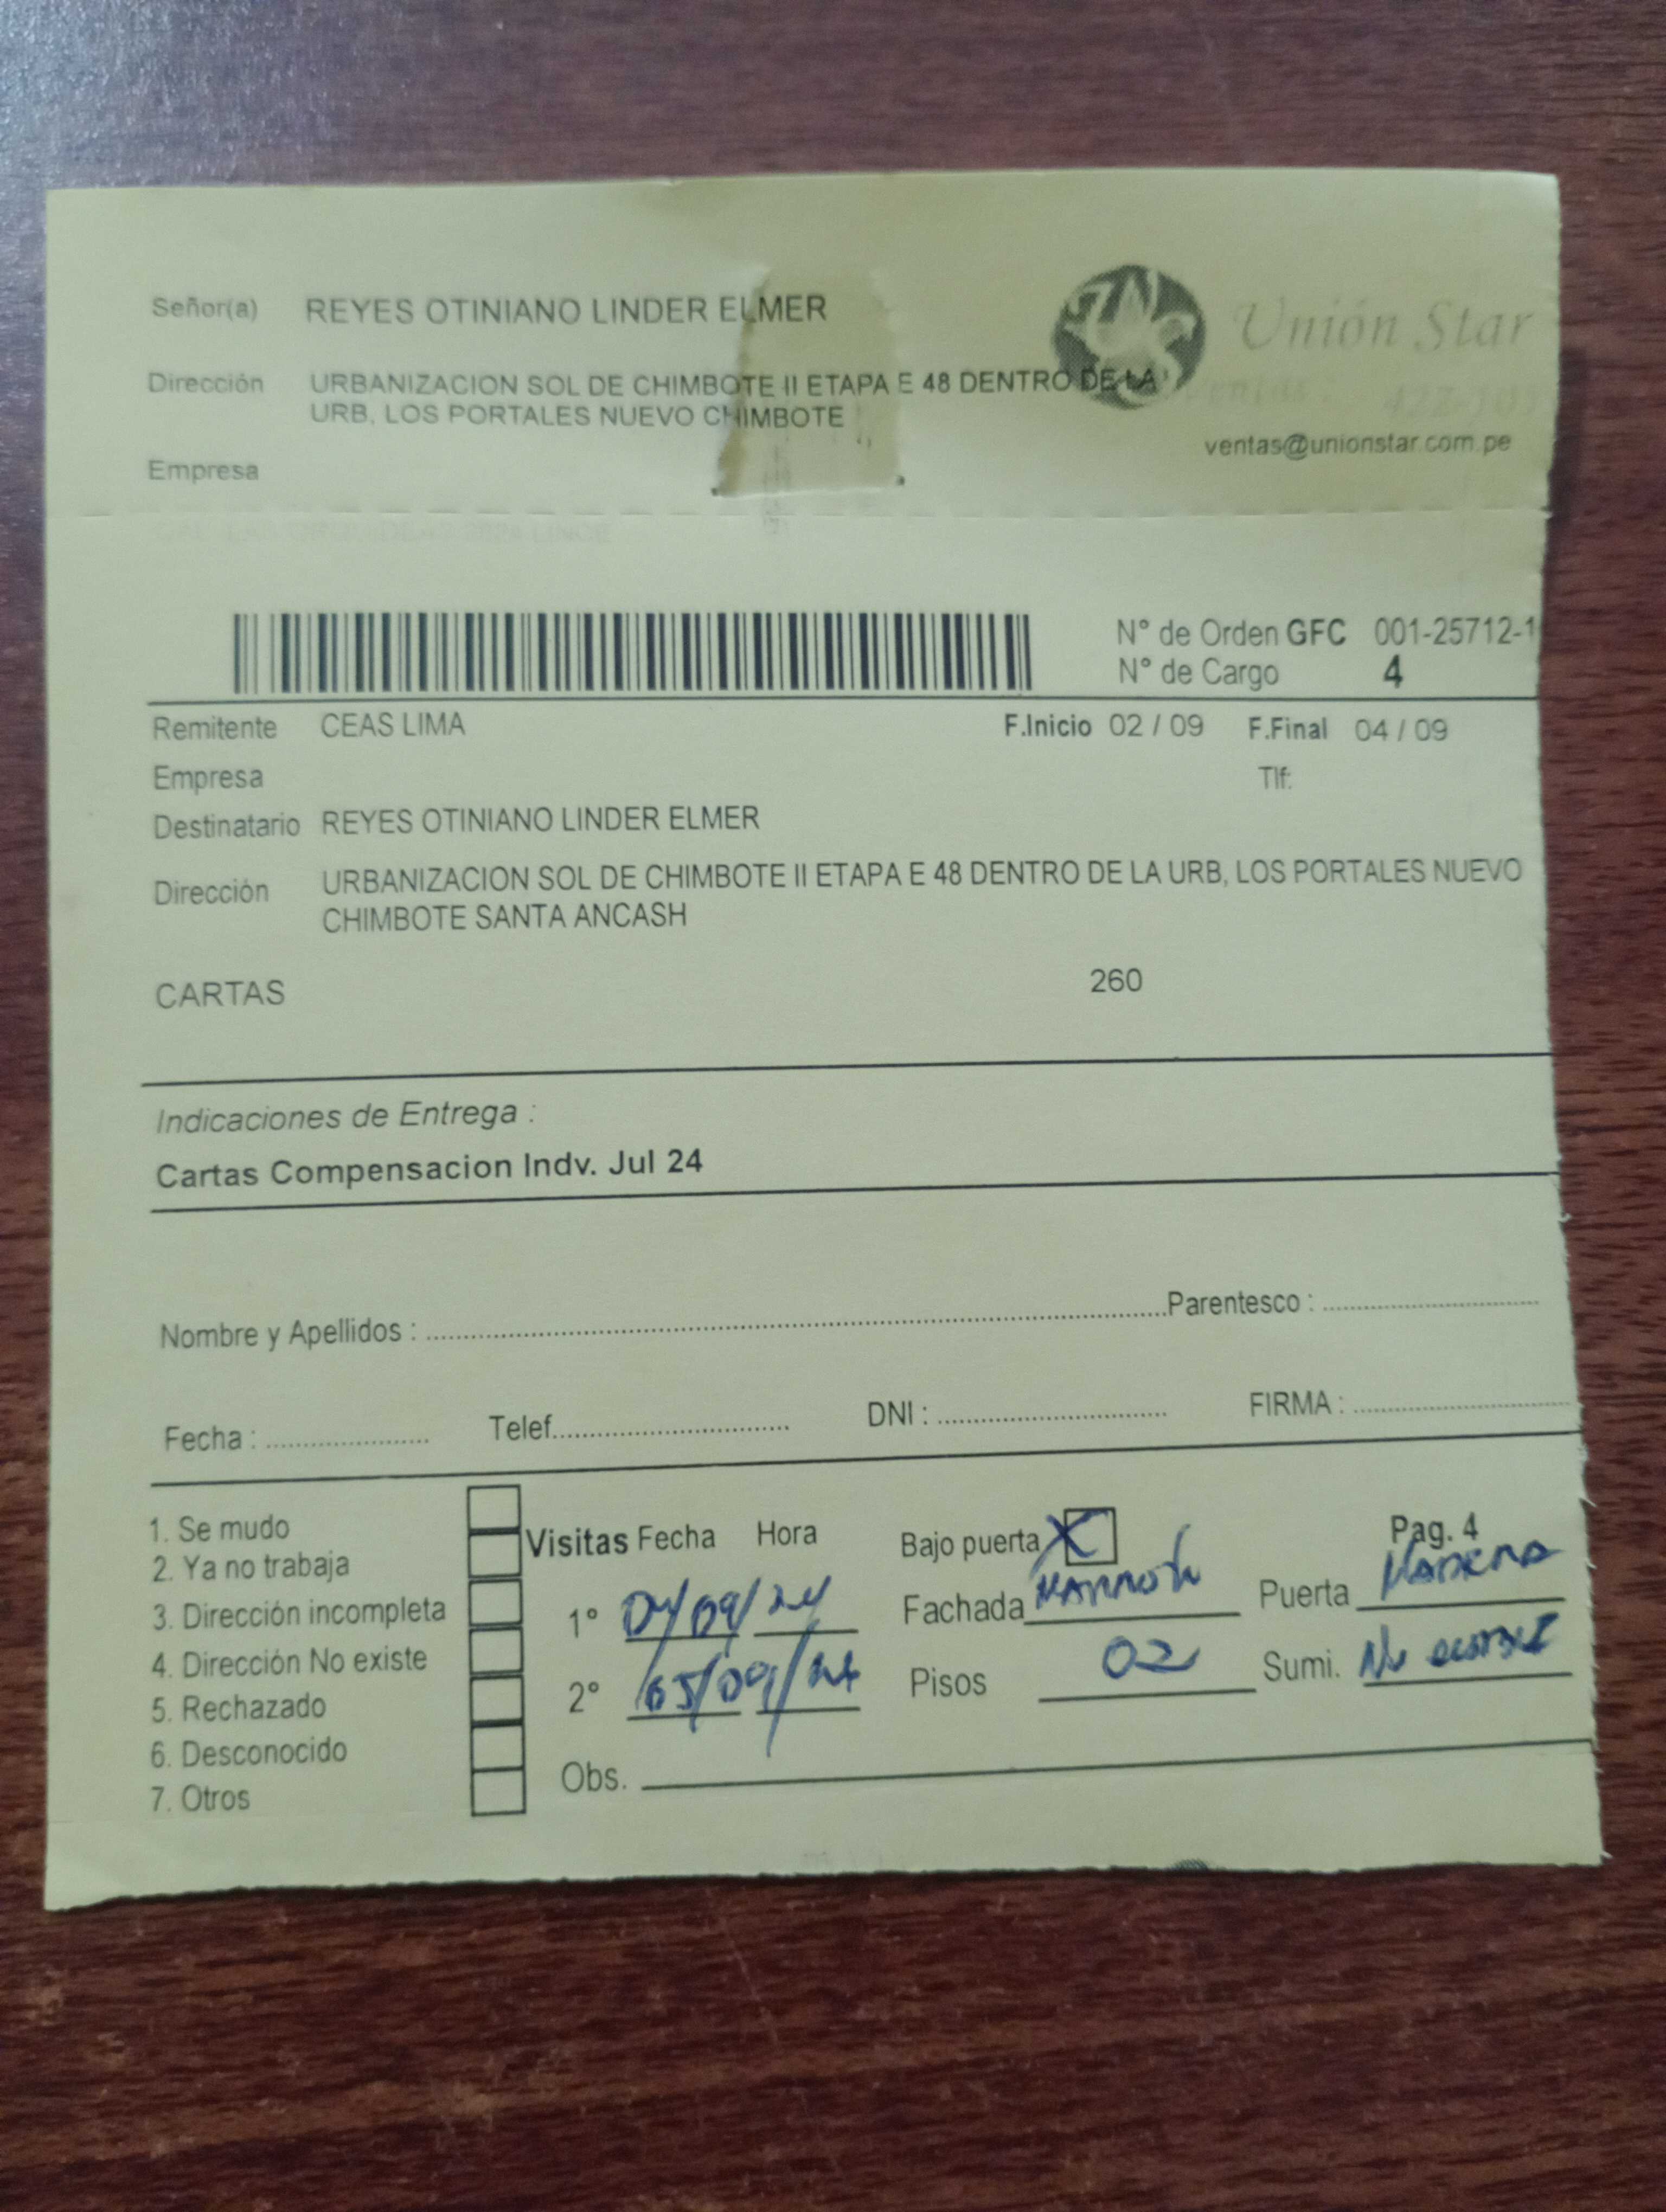 Señor(a) REYES OTINIANO LINDER ELMER
Unión Star
Dirección URBANIZACION SOL DE CHIMBOTE II ETAPA E 48 DENTRO DE LA
URB, LOS PORTALES NUEVO CHIMBOTE
ventas@unionstar.com.pe
Empresa
N° de Orden GFC 001-25712-1
N° de Cargo 4
Remitente CEAS LIMA F.Inicio 02 / 09 F.Final 04 / 09
Empresa Tlf:
Destinatario REYES OTINIANO LINDER ELMER
Dirección URBANIZACION SOL DE CHIMBOTE II ETAPA E 48 DENTRO DE LA URB, LOS PORTALES NUEVO
CHIMBOTE SANTA ANCASH
CARTAS 260
Indicaciones de Entrega :
Cartas Compensacion Indv. Jul 24
Nombre y Apellidos : Parentesco :
Fecha : Telef. DNI : FIRMA :
1. Se mudo
2. Ya no trabaja
3. Dirección incompleta
4. Dirección No existe
5. Rechazado
6. Desconocido
7. Otros
Visitas Fecha Hora
1° 04/09/24
2° 05/09/24
Obs.
Bajo puerta X
Fachada
Pisos 02
Pag. 4
Puerta Madera
Sumi. No